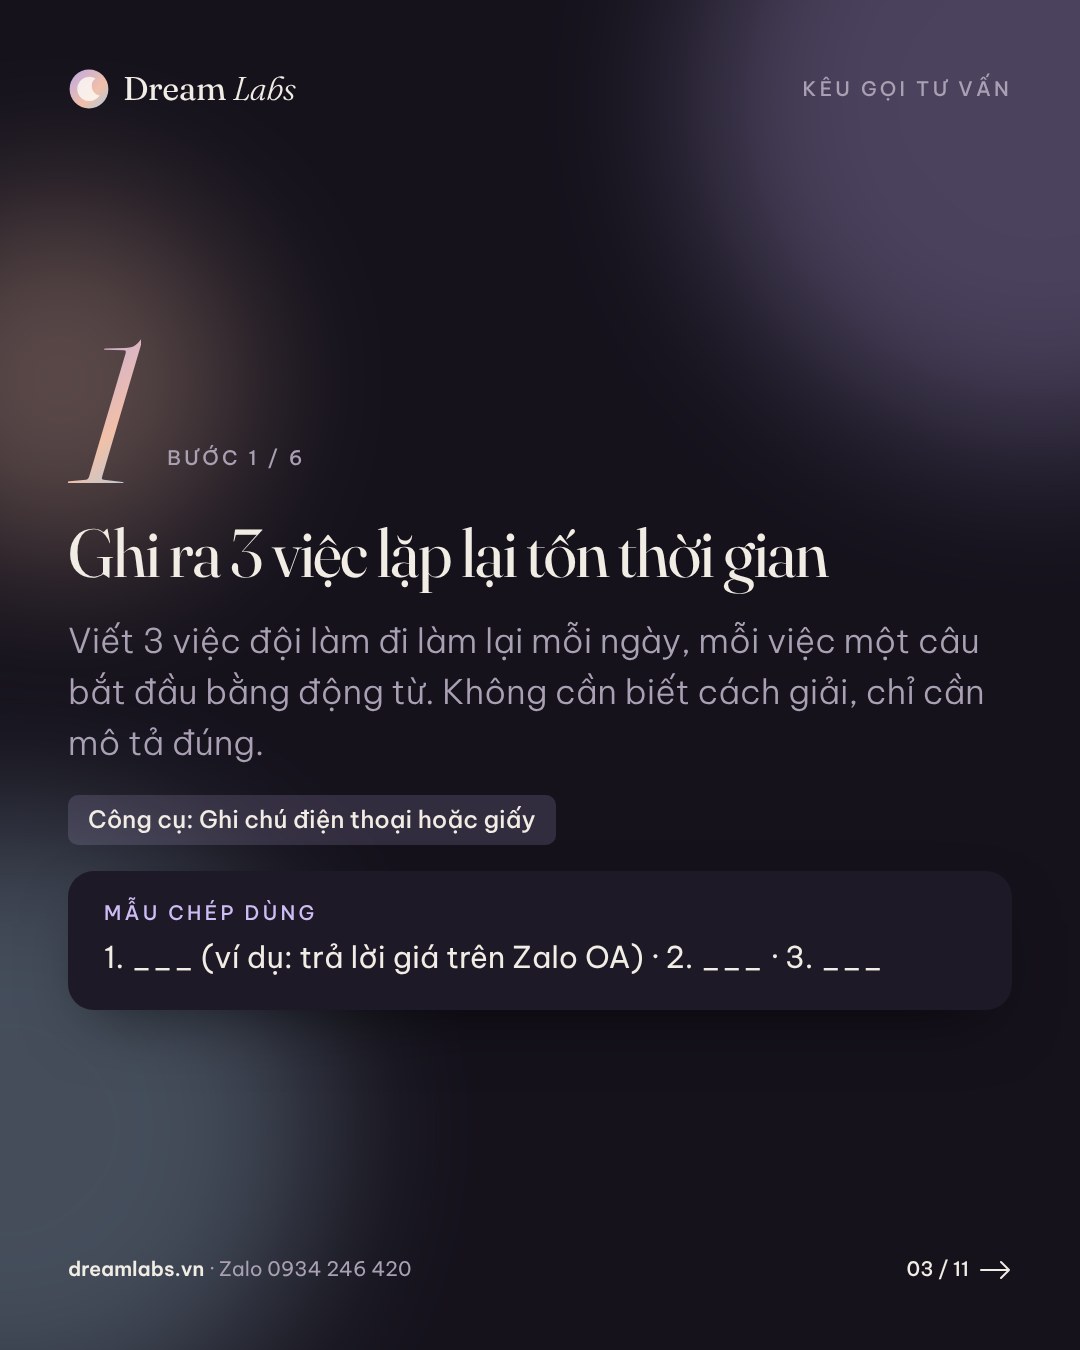 Dream Labs
KÊU GỌI TƯ VẤN
1
BƯỚC 1 / 6
Ghi ra 3 việc lặp lại tốn thời gian
Viết 3 việc đội làm đi làm lại mỗi ngày, mỗi việc một câu
bắt đầu bằng động từ. Không cần biết cách giải, chỉ cần
mô tả đúng.
Công cụ: Ghi chú điện thoại hoặc giấy
MẪU CHÉP DÙNG
1. _ _ _ (ví dụ: trả lời giá trên Zalo OA) · 2. _ _ _ · 3. _ _ _
dreamlabs.vn · Zalo 0934 246 420
03 / 11 →